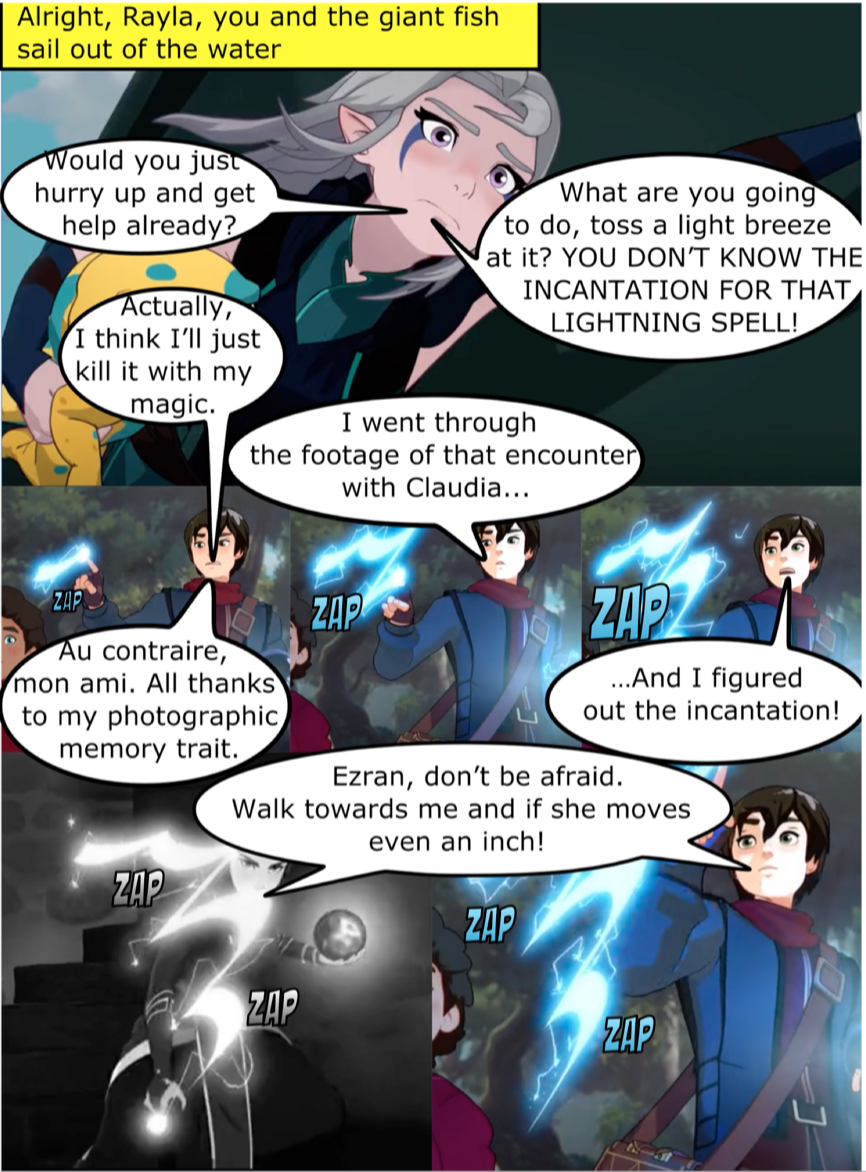 Alright, Rayla, you and the giant fish
sail out of the water
Would you just
hurry up and get
help already?
What are you going
to do, toss a light breeze
at it? YOU DON'T KNOW THE
INCANTATION FOR THAT
LIGHTNING SPELL!
Actually,
I think I'll just
kill it with my
magic.
I went through
the footage of that encounter
with Claudia...
ZAP
ZAP
ZAP
Au contraire,
mon ami. All thanks
to my photographic
memory trait.
...And I figured
out the incantation!
Ezran, don't be afraid.
Walk towards me and if she moves
even an inch!
ZAP
ZAP
ZAP
ZAP